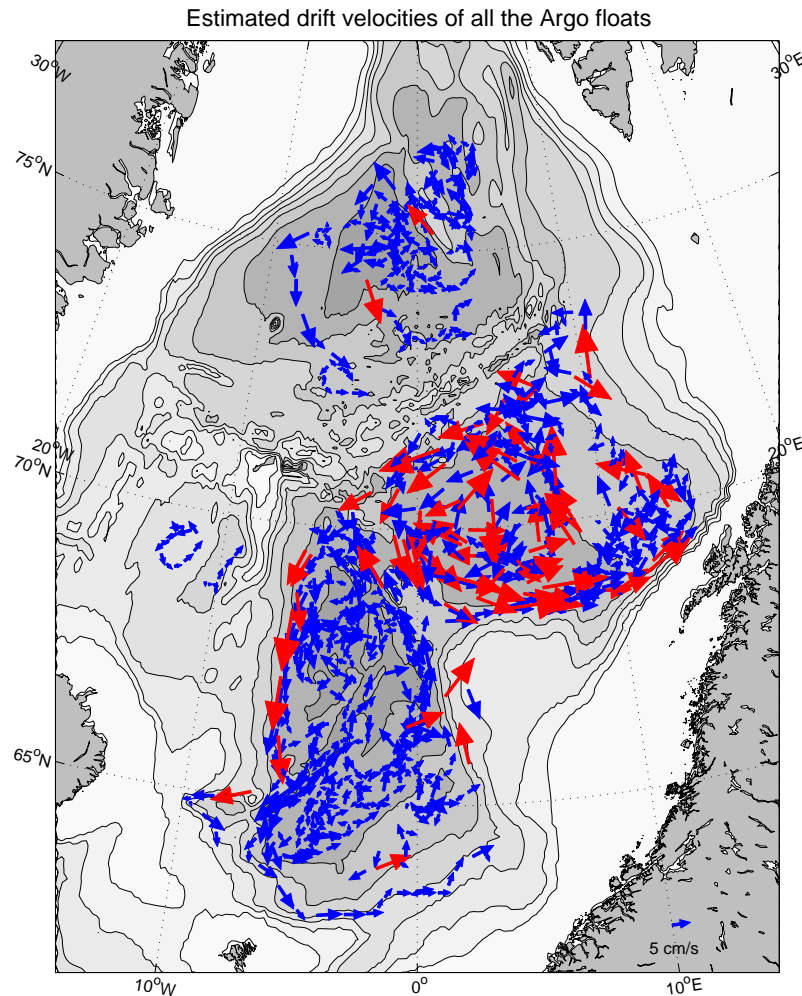 Estimated drift velocities of all the Argo floats
30°W
30°E
75°N
20°W
70°N
20°E
65°N
5 cm/s
10°W
0°
10°E